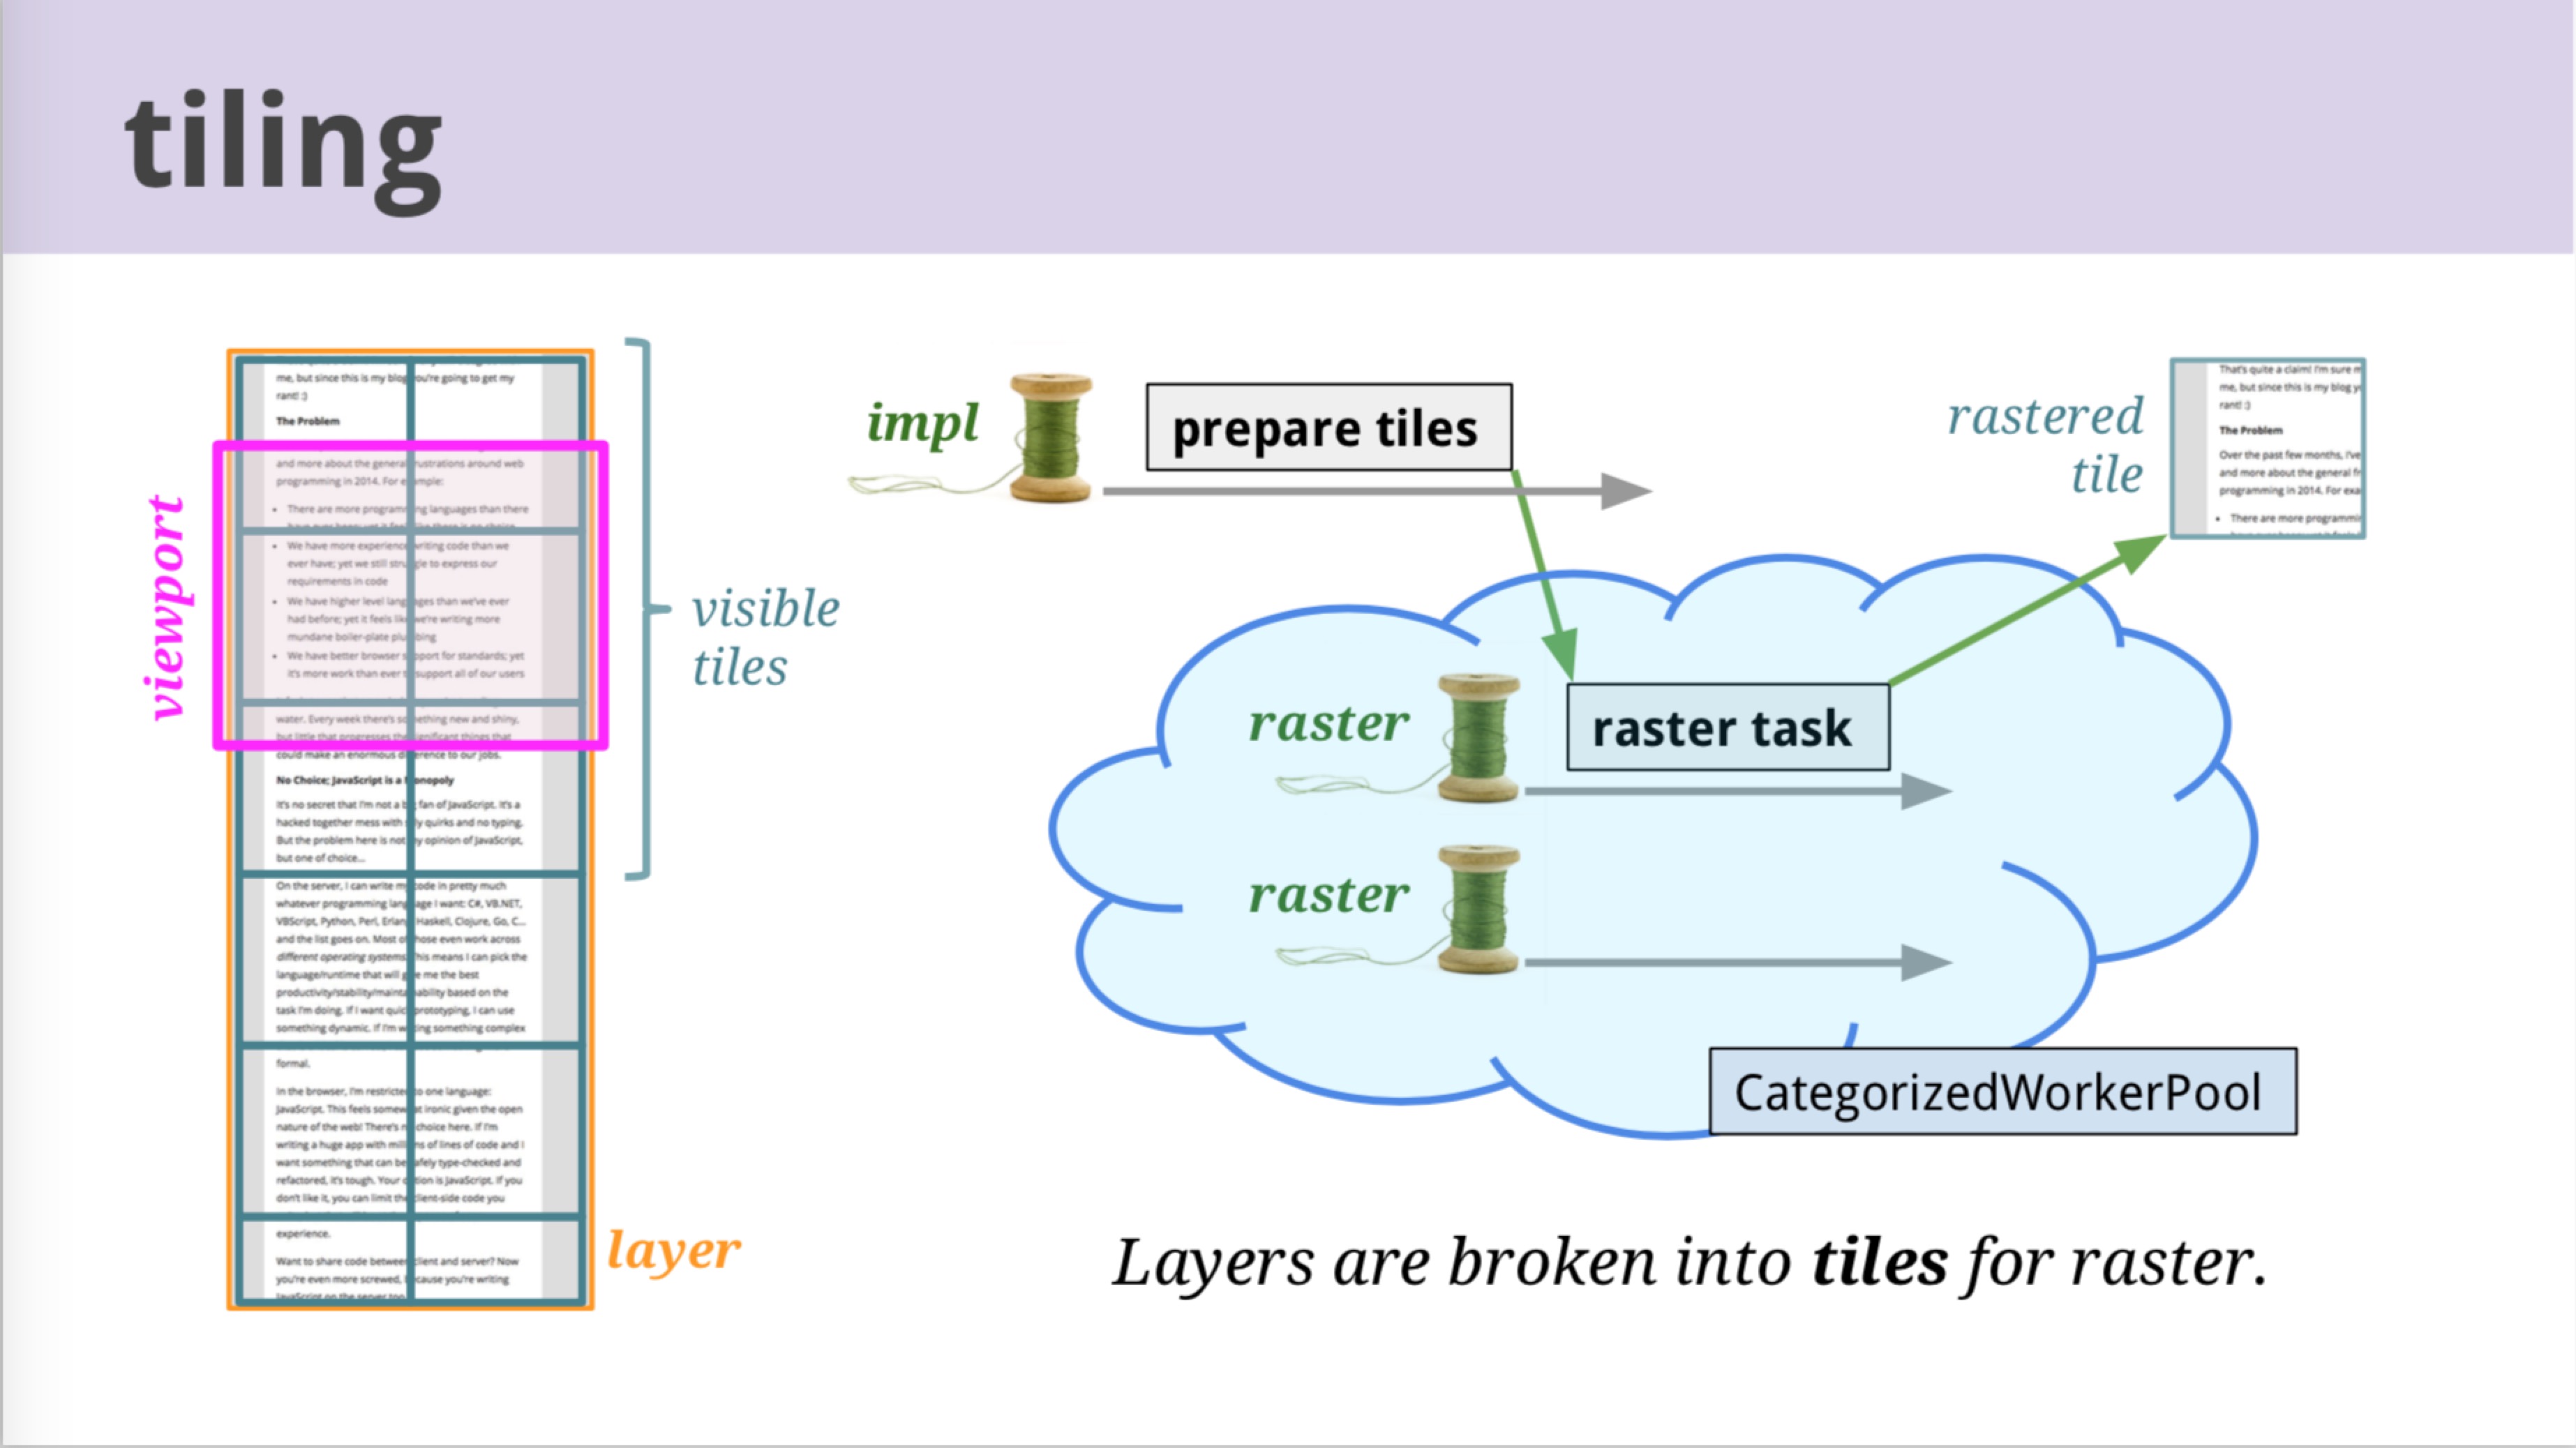 tiling
me, but since this is my blog you're going to get my
rant! :)
The Problem
and more about the general frustrations around web
programming in 2014. For example:
• There are more programming languages than there
• We have more experience writing code than we
ever have; yet we still struggle to express our
requirements in code
• We have higher level languages than we've ever
had before; yet it feels like we're writing more
mundane boiler-plate plumbing
• We have better browser support for standards; yet
it's more work than ever to support all of our users
water. Every week there's something new and shiny,
but little that progresses the significant things that
could make an enormous difference to our jobs.
No Choice; JavaScript is a Monopoly
It's no secret that I'm not a big fan of JavaScript. It's a
hacked together mess with silly quirks and no typing.
But the problem here is not my opinion of JavaScript,
but one of choice...
On the server, I can write my code in pretty much
whatever programming language I want: C#, VB.NET,
VBScript, Python, Perl, Erlang, Haskell, Clojure, Go, C...
and the list goes on. Most of those even work across
different operating systems. This means I can pick the
language/runtime that will give me the best
productivity/stability/maintainability based on the
task I'm doing. If I want quick prototyping, I can use
something dynamic. If I'm writing something complex
formal.
In the browser, I'm restricted to one language:
JavaScript. This feels somewhat ironic given the open
nature of the web! There's no choice here. If I'm
writing a huge app with millions of lines of code and I
want something that can be safely type-checked and
refactored, it's tough. Your option is JavaScript. If you
don't like it, you can limit the client-side code you
experience.
Want to share code between client and server? Now
you're even more screwed, because you're writing
JavaScript on the server too
viewport
visible
tiles
layer
impl
prepare tiles
rastered
tile
That's quite a claim! I'm sure m
me, but since this is my blog y
rant! :)
The Problem
Over the past few months, I've
and more about the general fr
programming in 2014. For exa
• There are more programmi
raster
raster task
raster
CategorizedWorkerPool
Layers are broken into tiles for raster.